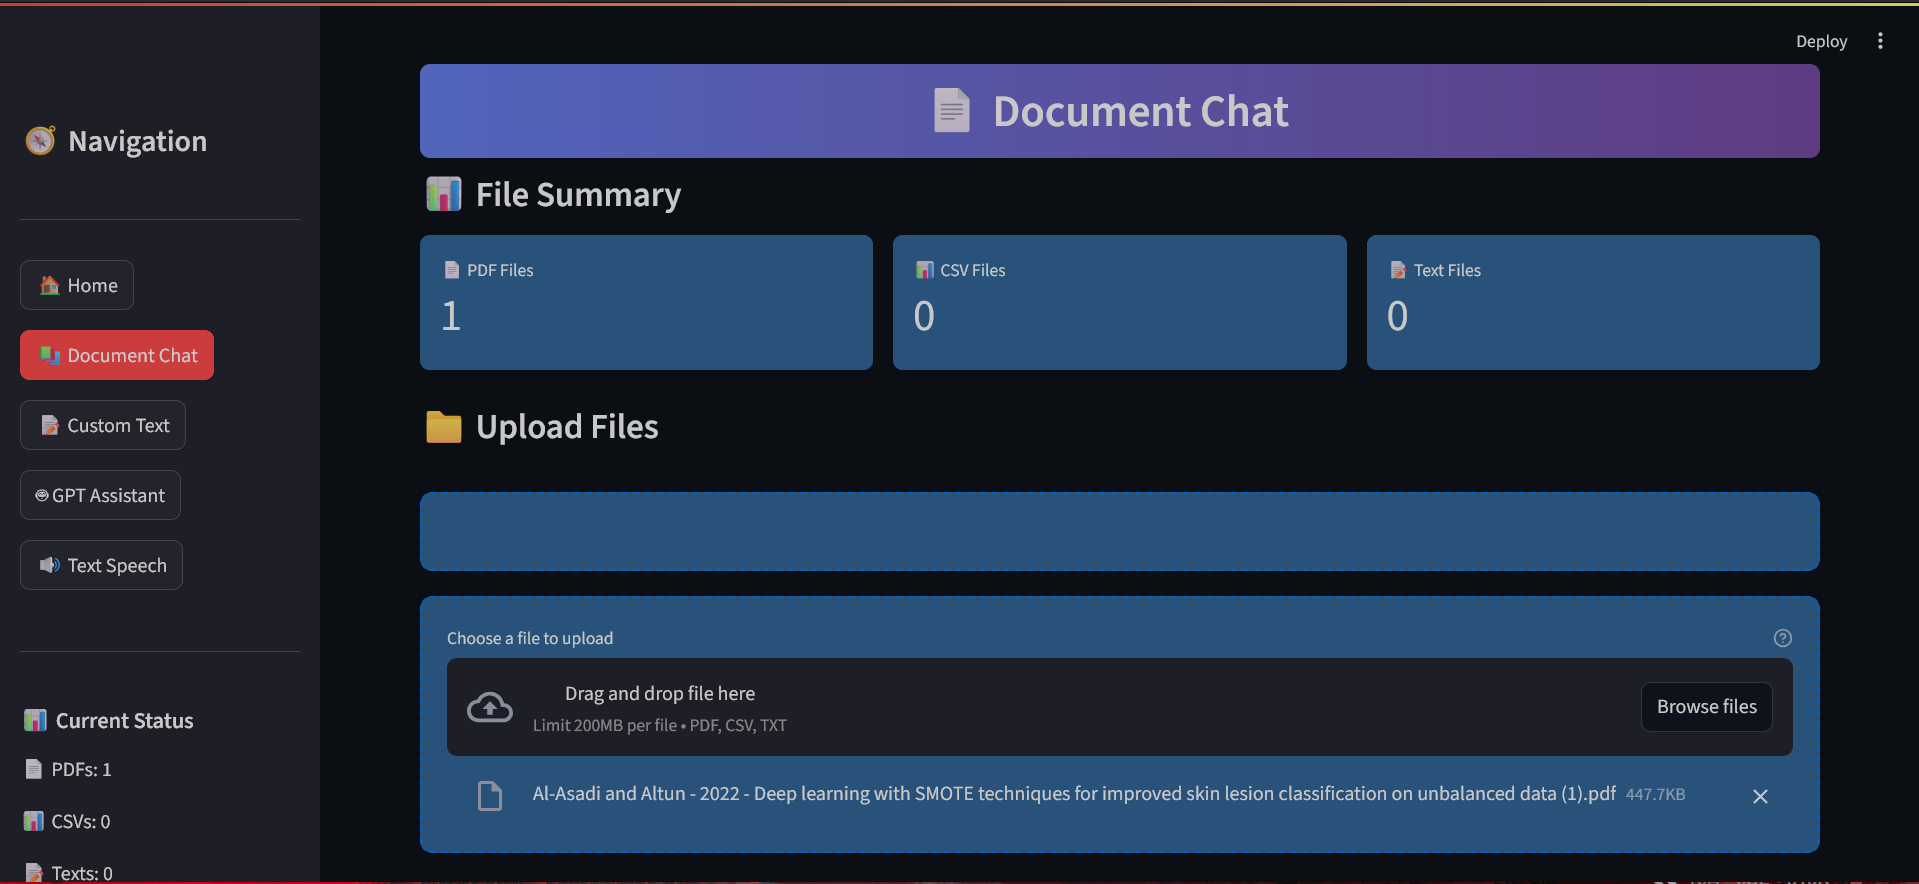 Deploy
Navigation
Home
Document Chat
Custom Text
GPT Assistant
Text Speech
Current Status
PDFs: 1
CSVs: 0
Texts: 0
Document Chat
File Summary
PDF Files
1
CSV Files
0
Text Files
0
Upload Files
Choose a file to upload
Drag and drop file here
Limit 200MB per file • PDF, CSV, TXT
Browse files
Al-Asadi and Altun - 2022 - Deep learning with SMOTE techniques for improved skin lesion classification on unbalanced data (1).pdf 447.7KB